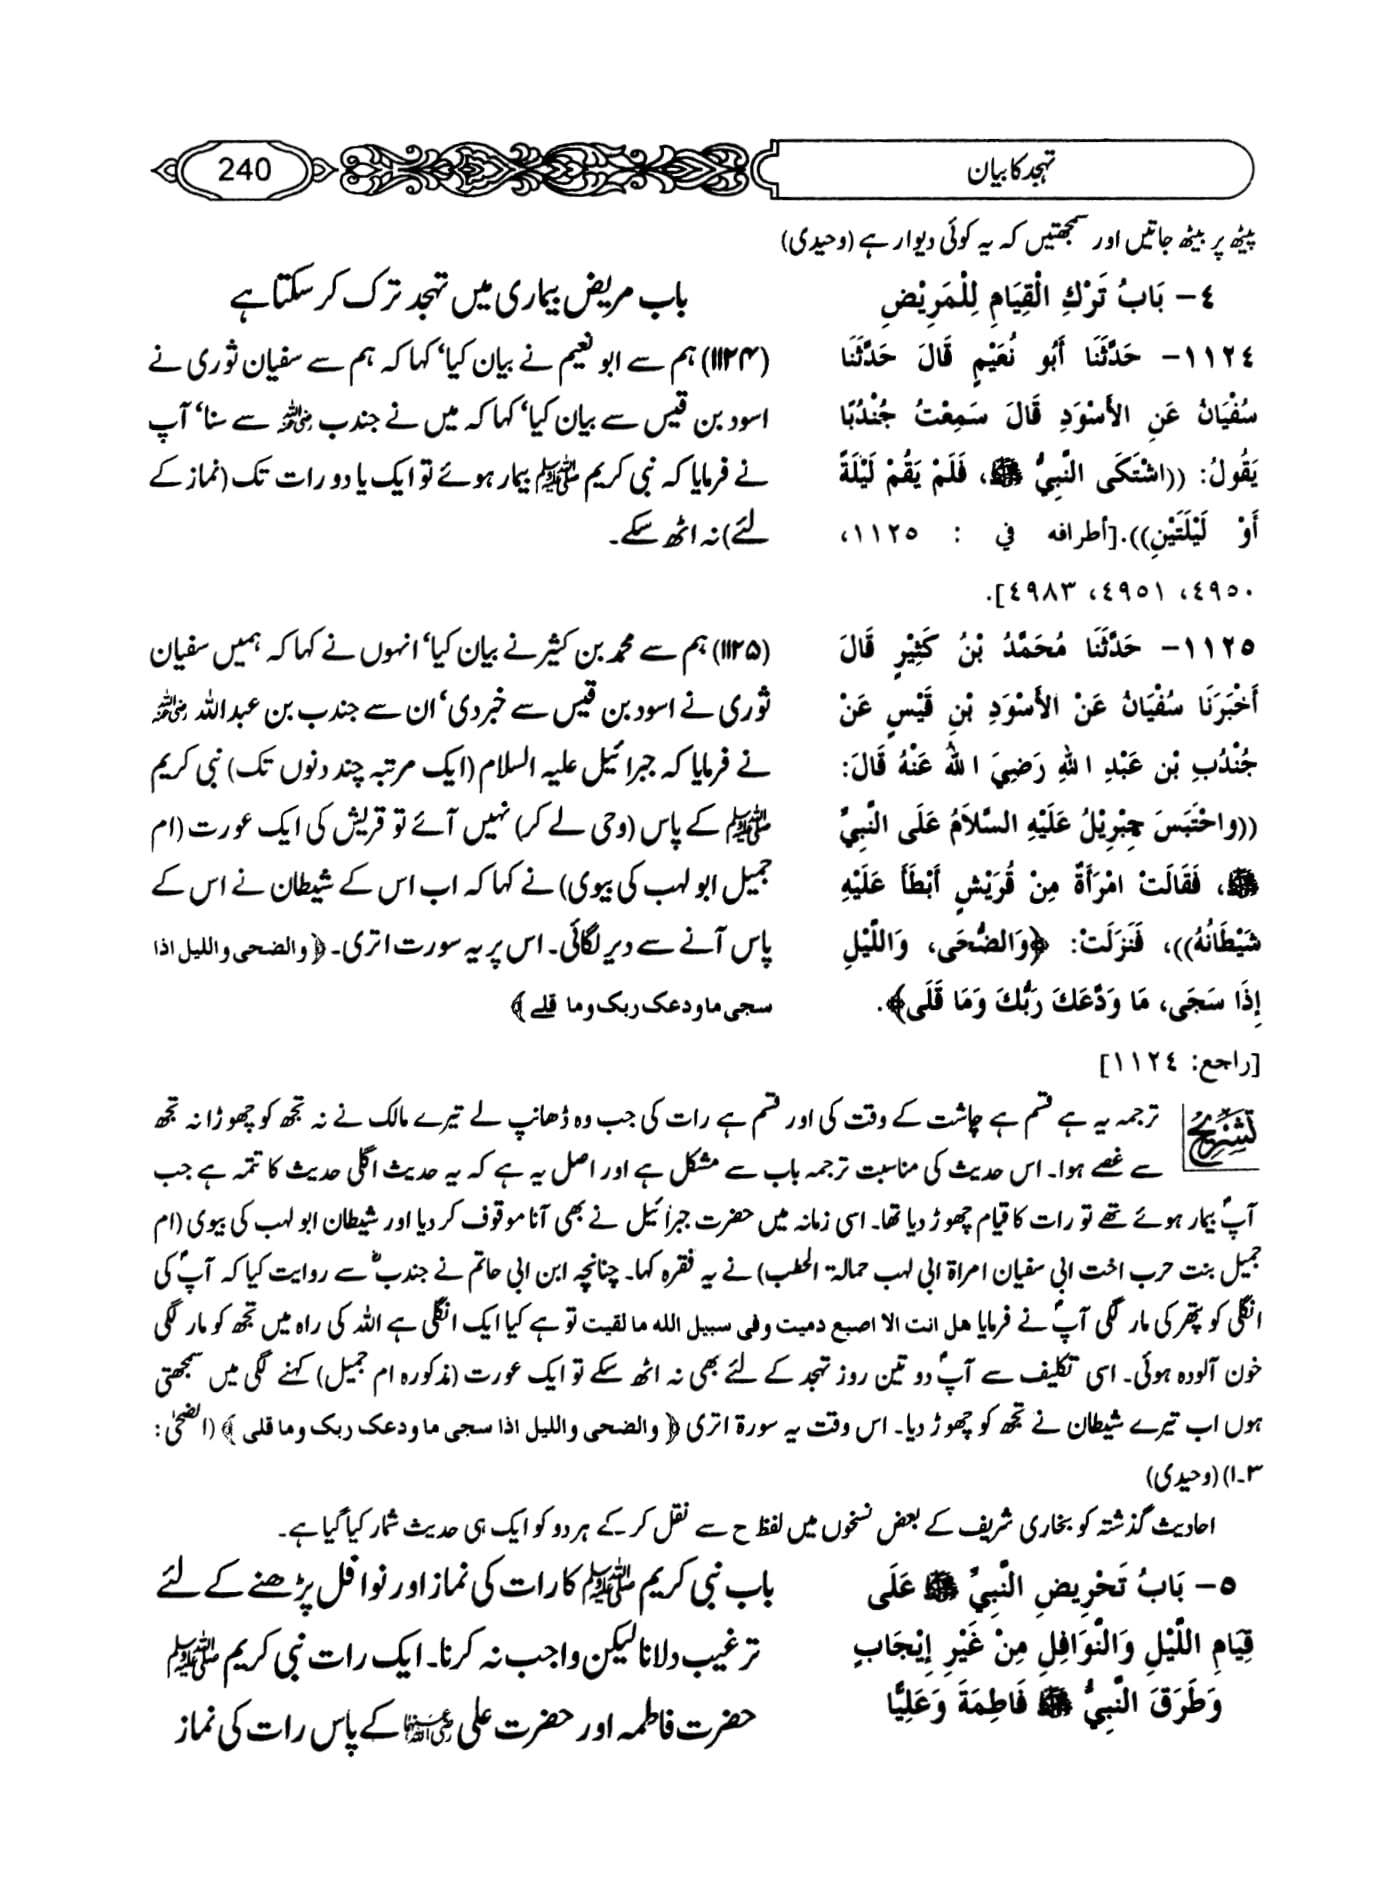 تہجد کا بیان
240
پیٹھ پر بیٹھ جاتیں اور سمجھتیں کہ یہ کوئی دیوار ہے (وحیدی)
٤- بَابُ تَرْكِ الْقِيَامِ لِلْمَرِيْضِ
١١٢٤- حَدَّثَنَا أَبُو نُعَيْمٍ قَالَ حَدَّثَنَا
سُفْيَانُ عَنِ الأَسْوَدِ قَالَ سَمِعْتُ جُنْدُبًا
يَقُولُ: ((اشْتَكَى النَّبِيُّ ﷺ، فَلَمْ يَقُمْ لَيْلَةً
أَوْ لَيْلَتَيْنِ)).[أطرافه في : ١١٢٥،
٤٩٥٠، ٤٩٥١، ٤٩٨٣].
١١٢٥- حَدَّثَنَا مُحَمَّدُ بْنُ كَثِيْرٍ قَالَ
أَخْبَرَنَا سُفْيَانُ عَنْ الأَسْوَدِ بْنِ قَيْسٍ عَنْ
جُنْدُبِ بْنِ عَبْدِ اللهِ رَضِيَ اللهُ عَنْهُ قَالَ:
((واحْتَبَسَ جِبْرِيْلُ عَلَيْهِ السَّلاَمُ عَلَى النَّبِيِّ
ﷺ، فَقَالَتْ امْرَأَةٌ مِنْ قُرَيْشٍ أَبْطَأَ عَلَيْهِ
شَيْطَانُهُ))، فَنَزَلَتْ: ﴿وَالضُّحَى، وَاللَّيْلِ
إِذَا سَجَى، مَا وَدَّعَكَ رَبُّكَ وَمَا قَلَى﴾.
[راجع: ١١٢٤]
باب مریض بیماری میں تہجد ترک کر سکتا ہے
(۱۱۲۴) ہم سے ابو نعیم نے بیان کیا‘ کہا کہ ہم سے سفیان ثوری نے
اسود بن قیس سے بیان کیا‘ کہا کہ میں نے جندب رضی اللہ عنہ سے سنا‘ آپ
نے فرمایا کہ نبی کریم ﷺ بیمار ہوئے تو ایک یا دو رات تک (نماز کے
لئے) نہ اٹھ سکے۔
(۱۱۲۵) ہم سے محمد بن کثیر نے بیان کیا‘ انہوں نے کہا کہ ہمیں سفیان
ثوری نے اسود بن قیس سے خبر دی‘ ان سے جندب بن عبداللہ رضی اللہ عنہ
نے فرمایا کہ جبرائیل علیہ السلام (ایک مرتبہ چند دنوں تک) نبی کریم
ﷺ کے پاس (وحی لے کر) نہیں آئے تو قریش کی ایک عورت (ام
جمیل ابو لہب کی بیوی) نے کہا کہ اب اس کے شیطان نے اس کے
پاس آنے سے دیر لگائی۔ اس پر یہ سورت اتری۔ ﴿ والضحی واللیل اذا
سجی ما ودعک ربک وما قلے ﴾
تشریح
ترجمہ یہ ہے قسم ہے چاشت کے وقت کی اور قسم ہے رات کی جب وہ ڈھانپ لے تیرے مالک نے نہ تجھ کو چھوڑا نہ تجھ
سے غصے ہوا۔ اس حدیث کی مناسبت ترجمہ باب سے مشکل ہے اور اصل یہ ہے کہ یہ حدیث اگلی حدیث کا تتمہ ہے جب
آپؐ بیمار ہوئے تھے تو رات کا قیام چھوڑ دیا تھا۔ اسی زمانہ میں حضرت جبرائیل نے بھی آنا موقوف کر دیا اور شیطان ابو لہب کی بیوی (ام
جمیل بنت حرب اخت ابی سفیان امراۃ ابی لہب حمالۃ الحطب) نے یہ فقرہ کہا۔ چنانچہ ابن ابی حاتم نے جندبؓ سے روایت کیا کہ آپؐ کی
انگلی کو پتھر کی مار لگی آپؐ نے فرمایا ھل انت الا اصبع دمیت وفی سبیل اللہ ما لقیت تو ہے کیا ایک انگلی ہے اللہ کی راہ میں تجھ کو مار لگی
خون آلودہ ہوئی۔ اسی تکلیف سے آپؐ دو تین روز تہجد کے لئے بھی نہ اٹھ سکے تو ایک عورت (مذکورہ ام جمیل) کہنے لگی میں سمجھتی
ہوں اب تیرے شیطان نے تجھ کو چھوڑ دیا۔ اس وقت یہ سورۃ اتری ﴿ والضحی واللیل اذا سجی ما ودعک ربک وما قلی ﴾ (الضحیٰ:
۱-۳) (وحیدی)
احادیث گذشتہ کو بخاری شریف کے بعض نسخوں میں لفظ ح سے نقل کر کے ہر دو کو ایک ہی حدیث شمار کیا گیا ہے۔
٥- بَابُ تَحْرِيضِ النَّبِيِّ ﷺ عَلَى
قِيَامِ اللَّيْلِ وَالنَّوَافِلِ مِنْ غَيْرِ إِيْجَابٍ
وَطَرَقَ النَّبِيُّ ﷺ فَاطِمَةَ وَعَلِيًّا
باب نبی کریم ﷺ کا رات کی نماز اور نوافل پڑھنے کے لئے
ترغیب دلانا لیکن واجب نہ کرنا۔ ایک رات نبی کریم ﷺ
حضرت فاطمہ اور حضرت علی رضی اللہ عنہما کے پاس رات کی نماز